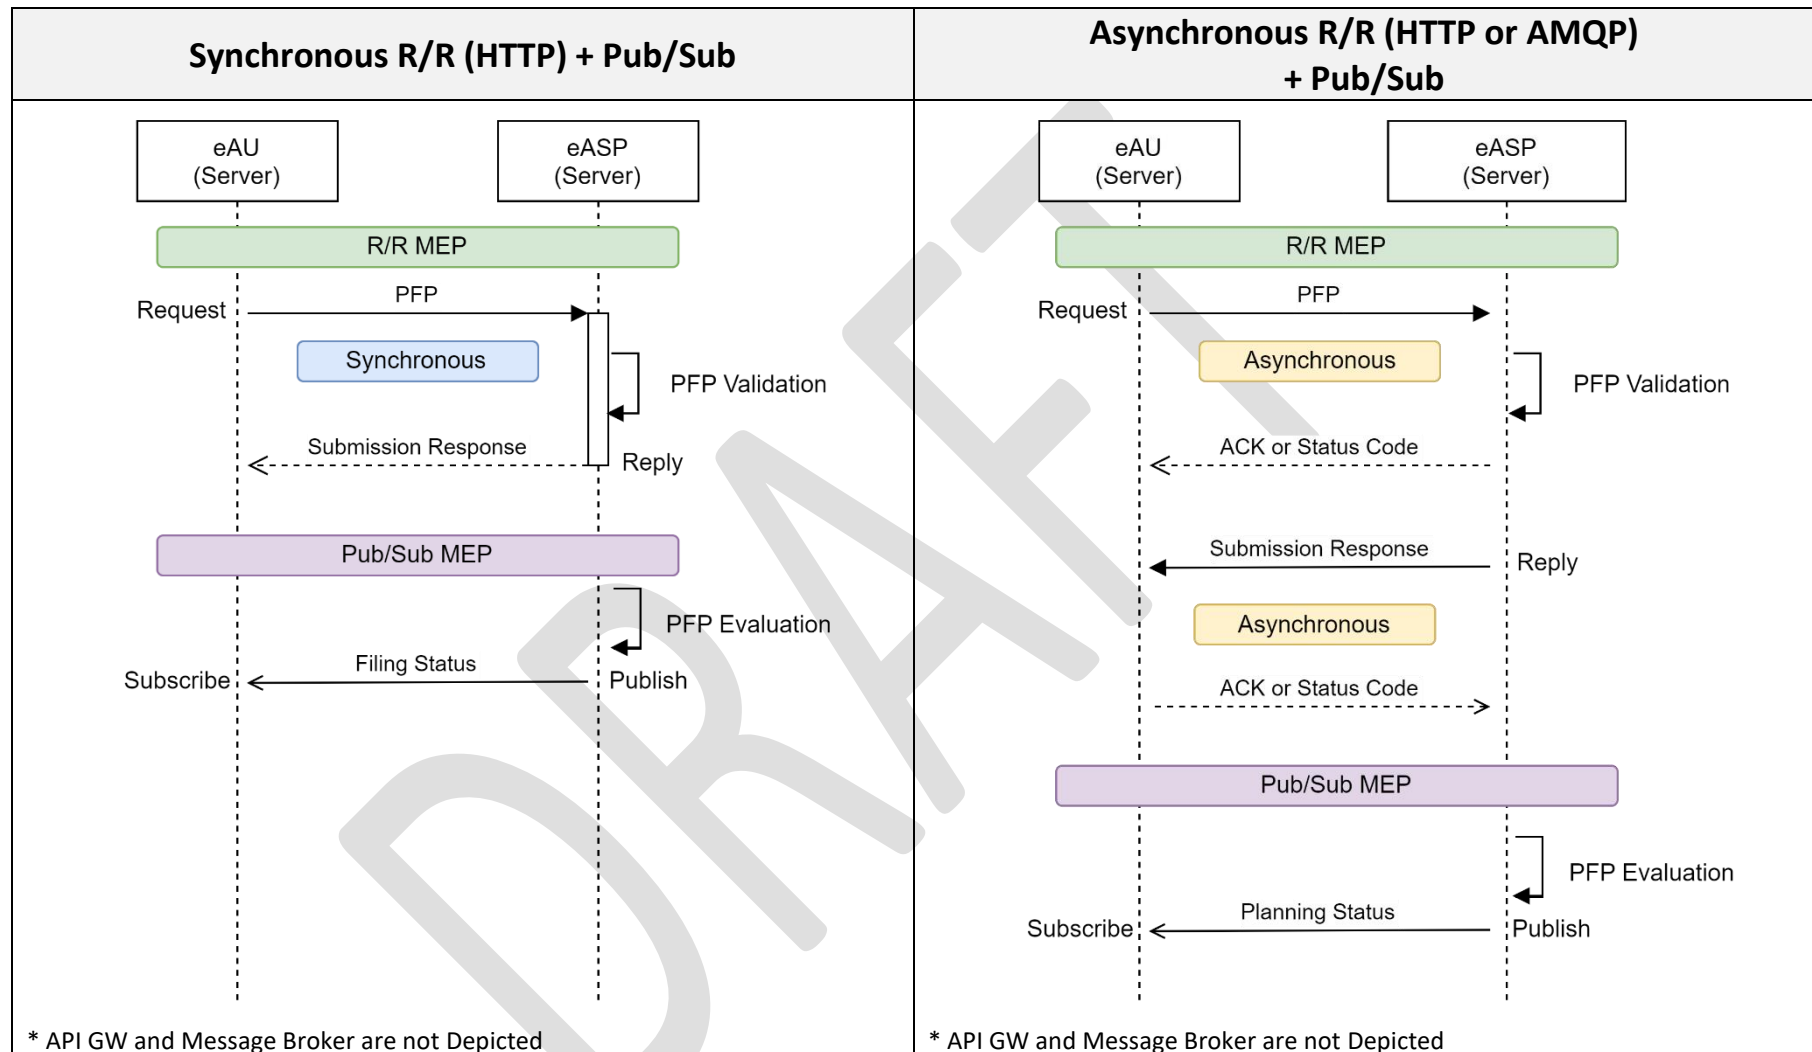 Synchronous R/R (HTTP) + Pub/Sub
eAU
(Server)
eASP
(Server)
R/R MEP
PFP
Request
Synchronous
PFP Validation
Submission Response
Reply
Pub/Sub MEP
PFP Evaluation
Filing Status
Subscribe
Publish
* API GW and Message Broker are not Depicted
Asynchronous R/R (HTTP or AMQP)
+ Pub/Sub
eAU
(Server)
eASP
(Server)
R/R MEP
PFP
Request
Asynchronous
PFP Validation
ACK or Status Code
Submission Response
Reply
Asynchronous
ACK or Status Code
Pub/Sub MEP
PFP Evaluation
Planning Status
Subscribe
Publish
* API GW and Message Broker are not Depicted
DRAFT